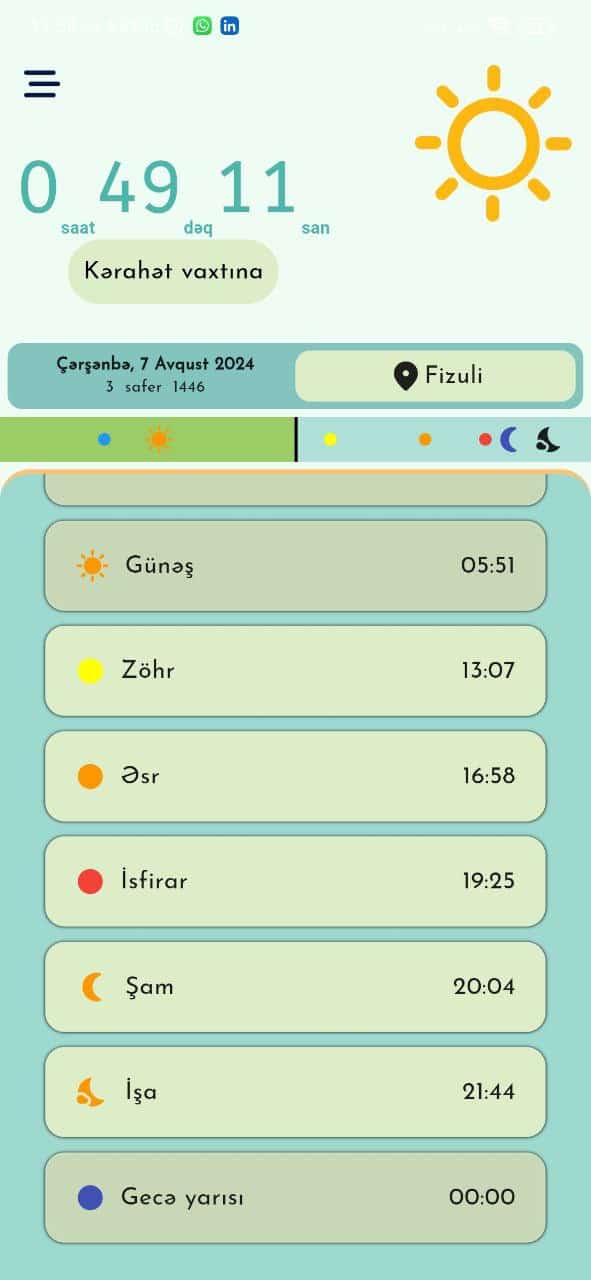 0 saat 49 dəq 11 san
Kərahət vaxtına
Çərşənbə, 7 Avqust 2024
3 safer 1446
Fizuli
Günəş 05:51
Zöhr 13:07
Əsr 16:58
İsfirar 19:25
Şam 20:04
İşa 21:44
Gecə yarısı 00:00